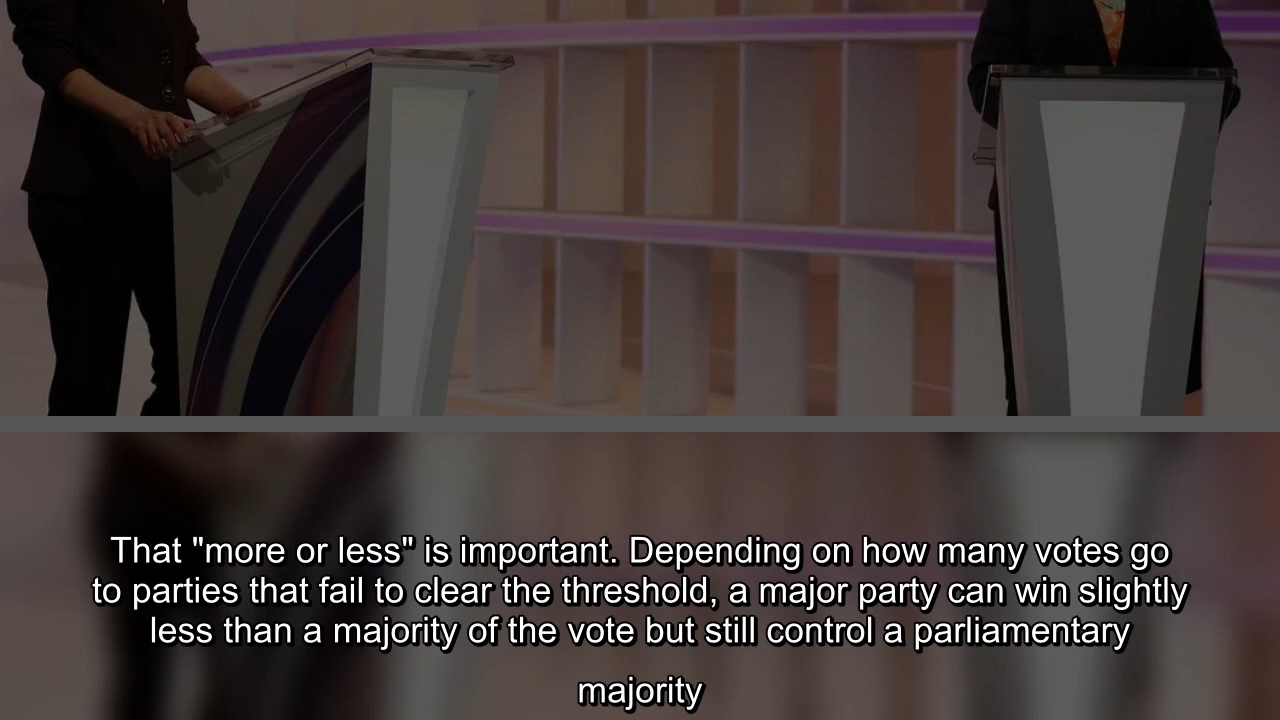 That "more or less" is important. Depending on how many votes go
to parties that fail to clear the threshold, a major party can win slightly
less than a majority of the vote but still control a parliamentary
majority